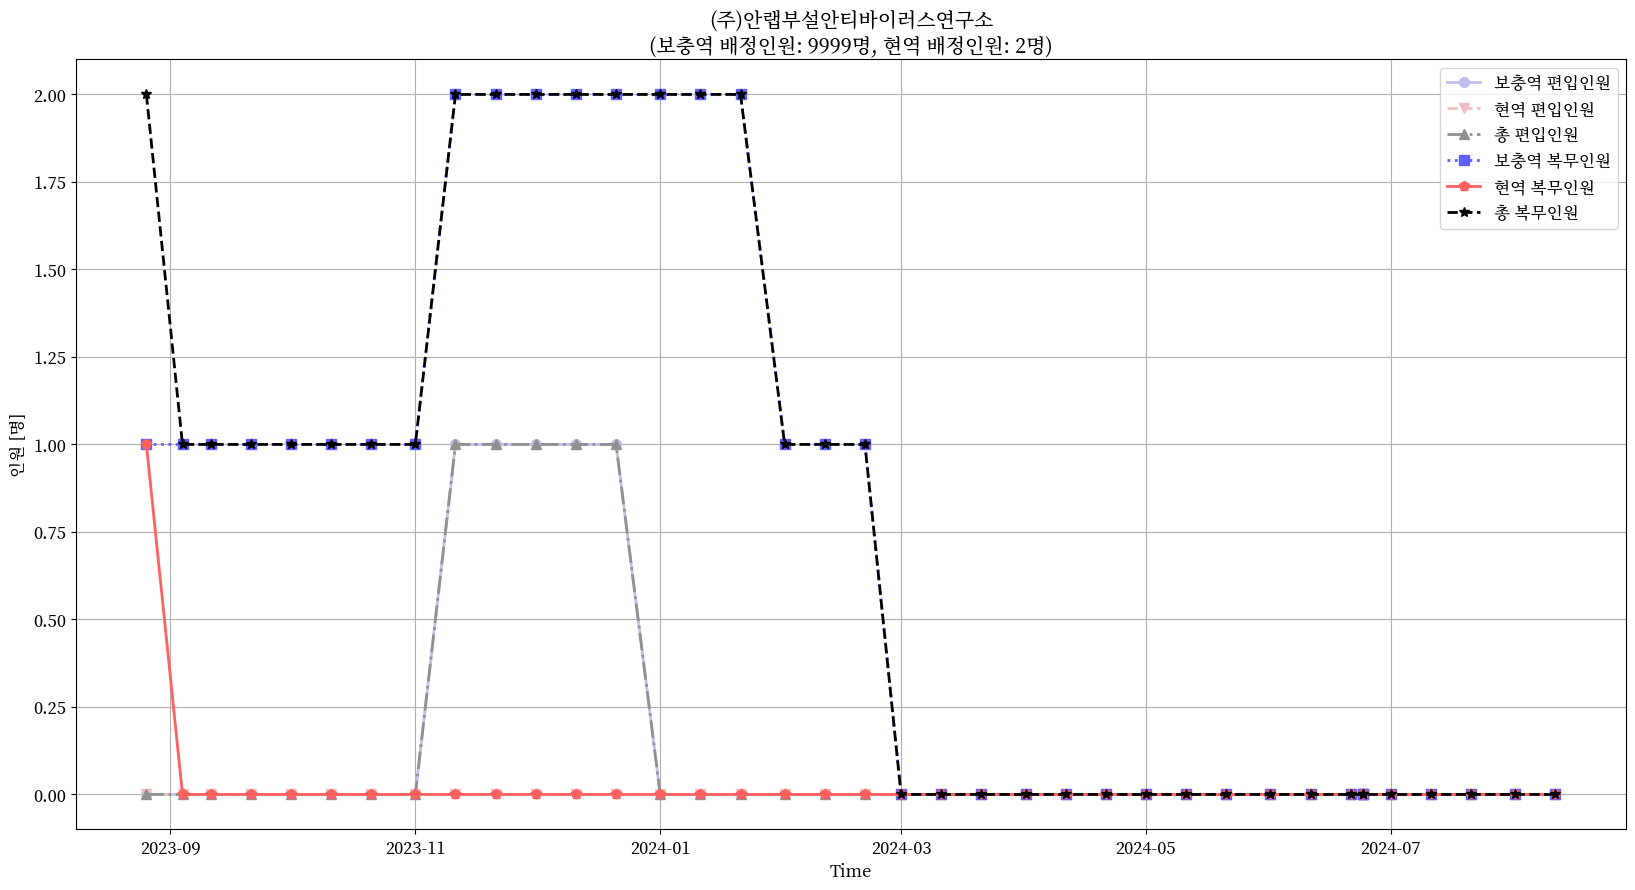 (주)안랩부설안티바이러스연구소
(보충역 배정인원: 9999명, 현역 배정인원: 2명)
보충역 편입인원
현역 편입인원
총 편입인원
보충역 복무인원
현역 복무인원
총 복무인원
2.00
1.75
1.50
1.25
1.00
0.75
0.50
0.25
0.00
인원 [명]
2023-09
2023-11
2024-01
2024-03
2024-05
2024-07
Time